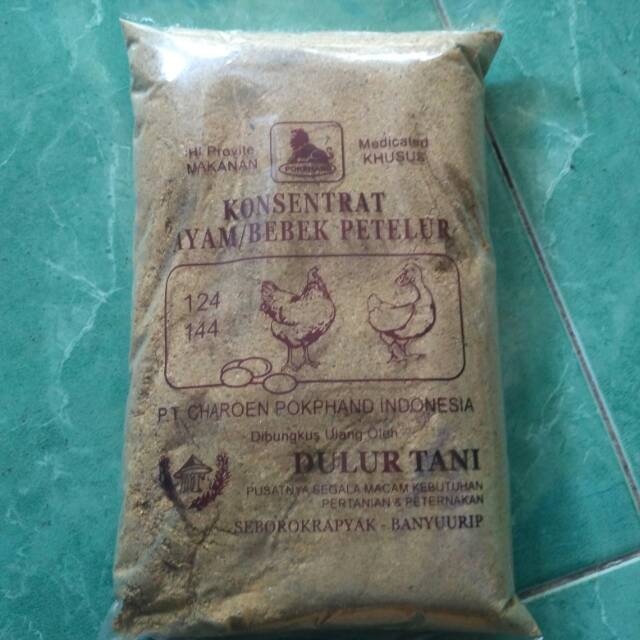 Hi Provite
MAKANAN
Medicated
KHUSUS
KONSENTRAT
AYAM/BEBEK PETELUR
124
144
PT CHAROEN POKPHAND INDONESIA
Dibungkus Ulang Oleh
DULUR TANI
PUSATNYA SEGALA MACAM KEBUTUHAN
PERTANIAN & PETERNAKAN
SEBOROKRAPYAK - BANYUURIP